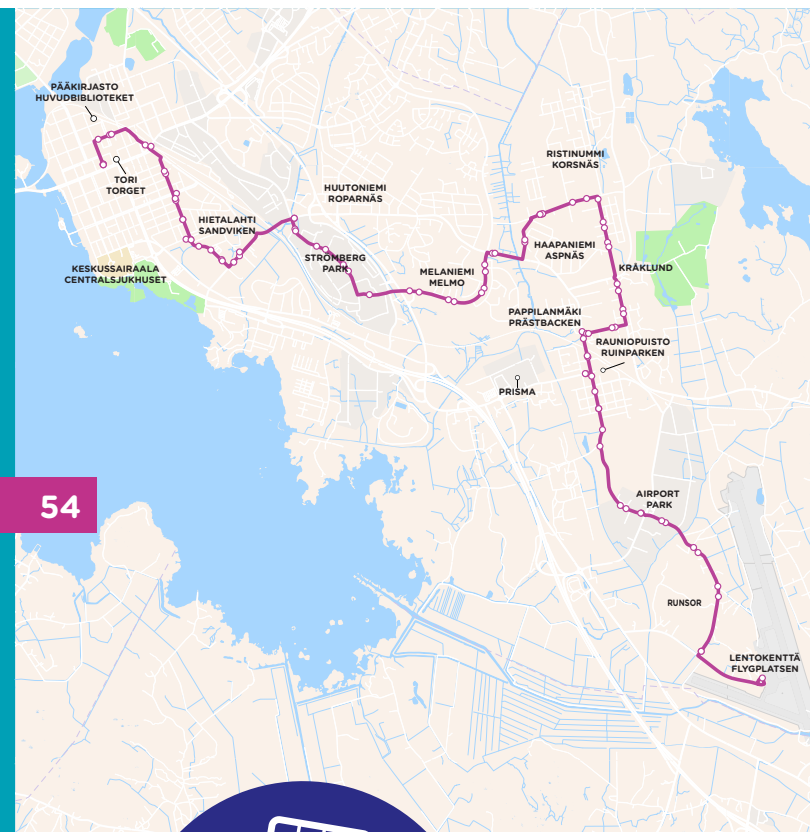 PÄÄKIRJASTO
HUVUDBIBLIOTEKET
TORI
TORGET
RISTINUMMI
KORSNÄS
HUUTONIEMI
ROPARNÄS
HIETALAHTI
SANDVIKEN
STRÖMBERG
PARK
HAAPANIEMI
ASPNÄS
KESKUSSAIRAALA
CENTRALSJUKHUSET
MELANIEMI
MELMO
KRÅKLUND
PAPPILANMÄKI
PRÄSTBACKEN
RAUNIOPUISTO
RUINPARKEN
PRISMA
54
AIRPORT
PARK
RUNSOR
LENTOKENTTÄ
FLYGPLATSEN